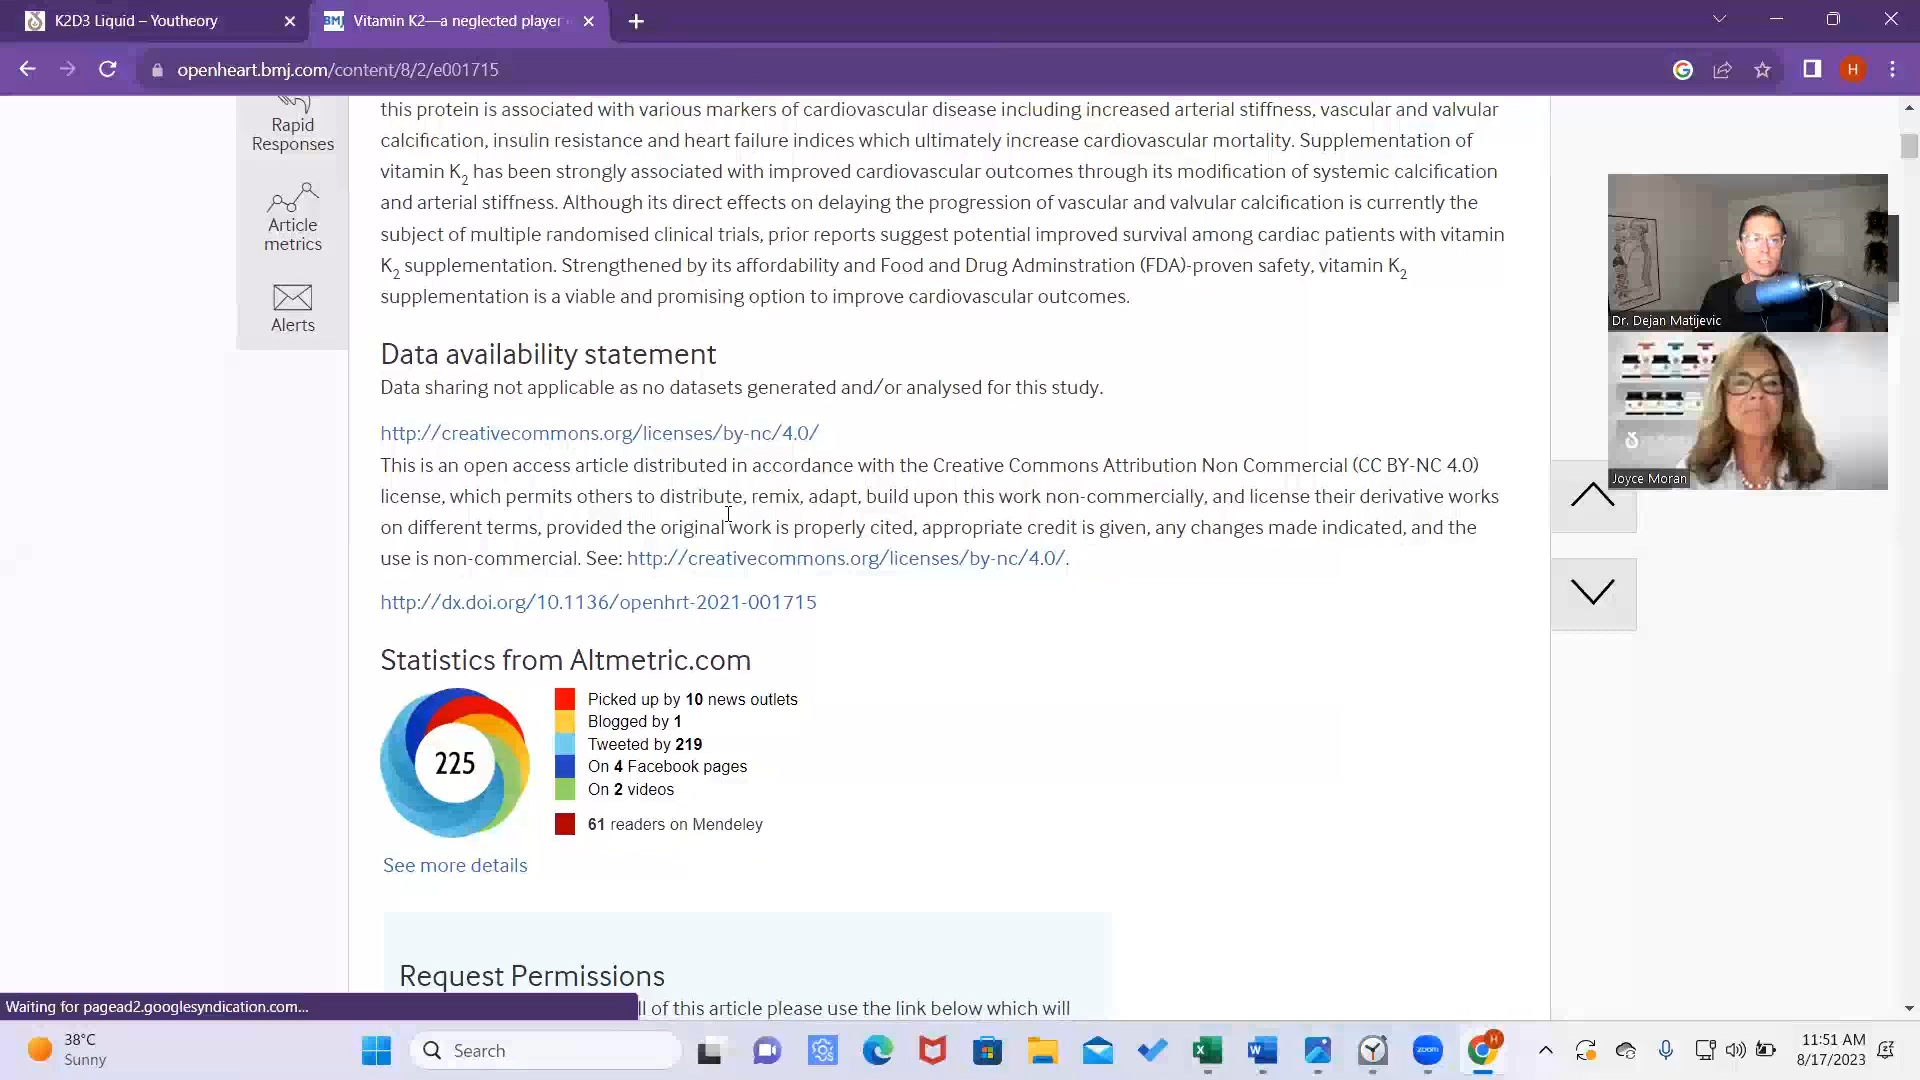 K2D3 Liquid – Youtheory
BMJ Vitamin K2—a neglected player
openheart.bmj.com/content/8/2/e001715
H
Rapid
Responses
Article
metrics
Alerts
this protein is associated with various markers of cardiovascular disease including increased arterial stiffness, vascular and valvular
calcification, insulin resistance and heart failure indices which ultimately increase cardiovascular mortality. Supplementation of
vitamin K2 has been strongly associated with improved cardiovascular outcomes through its modification of systemic calcification
and arterial stiffness. Although its direct effects on delaying the progression of vascular and valvular calcification is currently the
subject of multiple randomised clinical trials, prior reports suggest potential improved survival among cardiac patients with vitamin
K2 supplementation. Strengthened by its affordability and Food and Drug Adminstration (FDA)-proven safety, vitamin K2
supplementation is a viable and promising option to improve cardiovascular outcomes.
Data availability statement
Data sharing not applicable as no datasets generated and/or analysed for this study.
http://creativecommons.org/licenses/by-nc/4.0/
This is an open access article distributed in accordance with the Creative Commons Attribution Non Commercial (CC BY-NC 4.0)
license, which permits others to distribute, remix, adapt, build upon this work non-commercially, and license their derivative works
on different terms, provided the original work is properly cited, appropriate credit is given, any changes made indicated, and the
use is non-commercial. See: http://creativecommons.org/licenses/by-nc/4.0/.
http://dx.doi.org/10.1136/openhrt-2021-001715
Statistics from Altmetric.com
225
Picked up by 10 news outlets
Blogged by 1
Tweeted by 219
On 4 Facebook pages
On 2 videos
61 readers on Mendeley
See more details
Request Permissions
ll of this article please use the link below which will
Dr. Dejan Matijevic
Joyce Moran
Waiting for pagead2.googlesyndication.com...
38°C
Sunny
Search
zoom
H
11:51 AM
8/17/2023